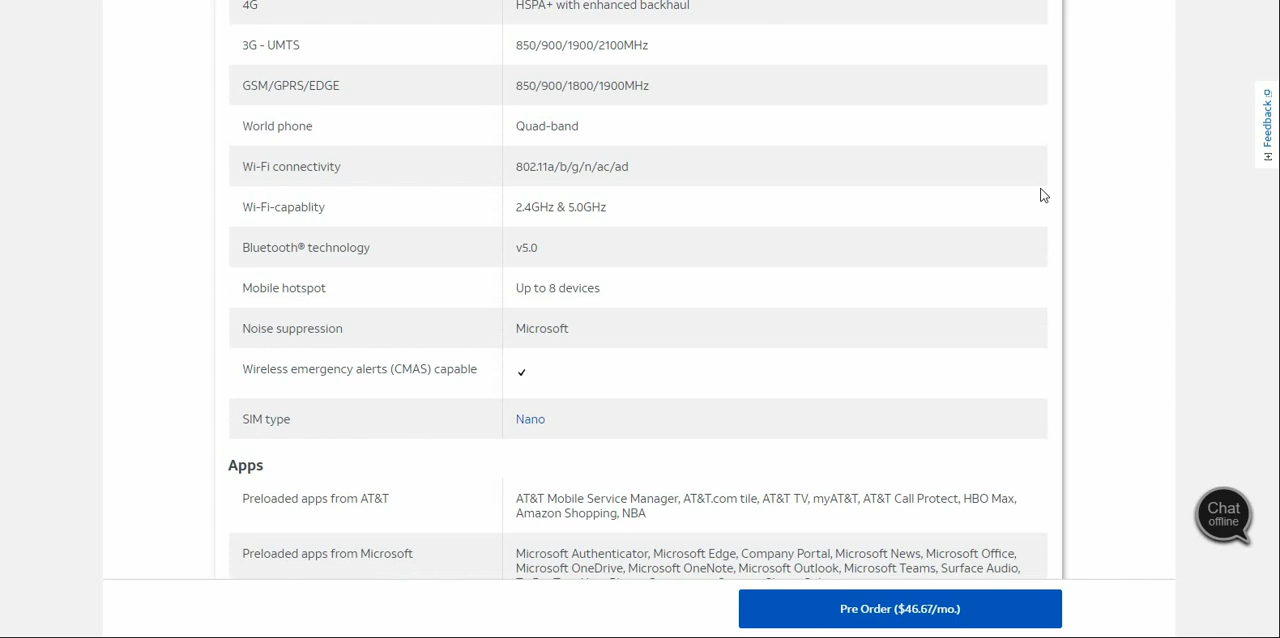 4G HSPA+ with enhanced backhaul
3G - UMTS 850/900/1900/2100MHz
GSM/GPRS/EDGE 850/900/1800/1900MHz
World phone Quad-band
Wi-Fi connectivity 802.11a/b/g/n/ac/ad
Wi-Fi-capablity 2.4GHz & 5.0GHz
Bluetooth® technology v5.0
Mobile hotspot Up to 8 devices
Noise suppression Microsoft
Wireless emergency alerts (CMAS) capable ✓
SIM type Nano
Apps
Preloaded apps from AT&T AT&T Mobile Service Manager, AT&T.com tile, AT&T TV, myAT&T, AT&T Call Protect, HBO Max,
Amazon Shopping, NBA
Preloaded apps from Microsoft Microsoft Authenticator, Microsoft Edge, Company Portal, Microsoft News, Microsoft Office,
Microsoft OneDrive, Microsoft OneNote, Microsoft Outlook, Microsoft Teams, Surface Audio,
Pre Order ($46.67/mo.)
[+] Feedback
Chat
offline